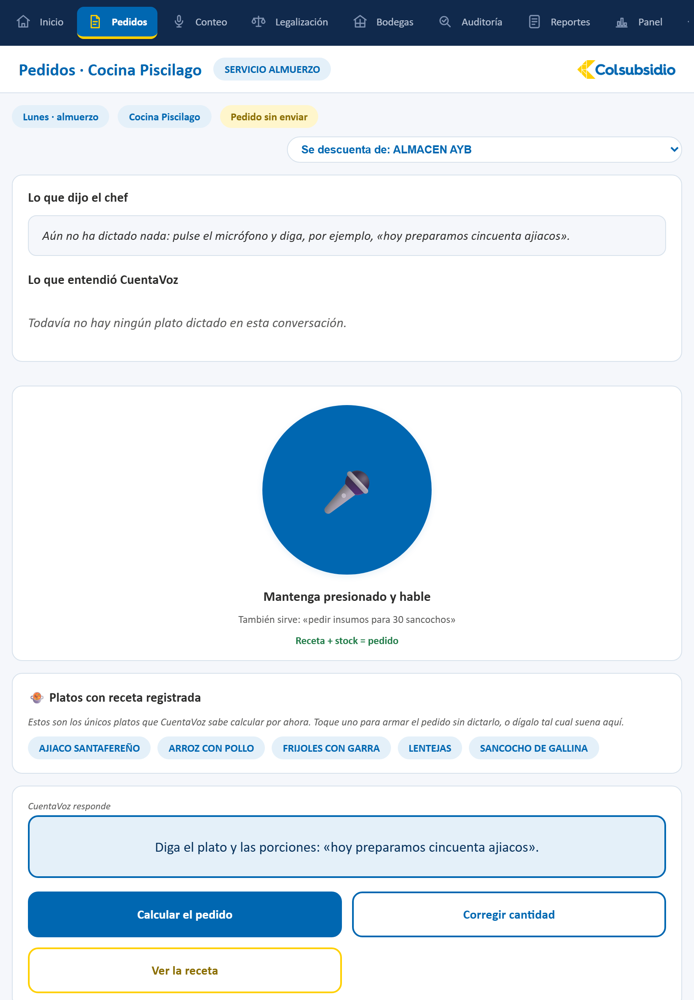 Inicio
Pedidos
Conteo
Legalización
Bodegas
Auditoría
Reportes
Panel
Pedidos · Cocina Piscilago
SERVICIO ALMUERZO
Colsubsidio
Lunes · almuerzo
Cocina Piscilago
Pedido sin enviar
Se descuenta de: ALMACEN AYB
Lo que dijo el chef
Aún no ha dictado nada: pulse el micrófono y diga, por ejemplo, «hoy preparamos cincuenta ajiacos».
Lo que entendió CuentaVoz
Todavía no hay ningún plato dictado en esta conversación.
Mantenga presionado y hable
También sirve: «pedir insumos para 30 sancochos»
Receta + stock = pedido
Platos con receta registrada
Estos son los únicos platos que CuentaVoz sabe calcular por ahora. Toque uno para armar el pedido sin dictarlo, o dígalo tal cual suena aquí.
AJIACO SANTAFEREÑO
ARROZ CON POLLO
FRIJOLES CON GARRA
LENTEJAS
SANCOCHO DE GALLINA
CuentaVoz responde
Diga el plato y las porciones: «hoy preparamos cincuenta ajiacos».
Calcular el pedido
Corregir cantidad
Ver la receta